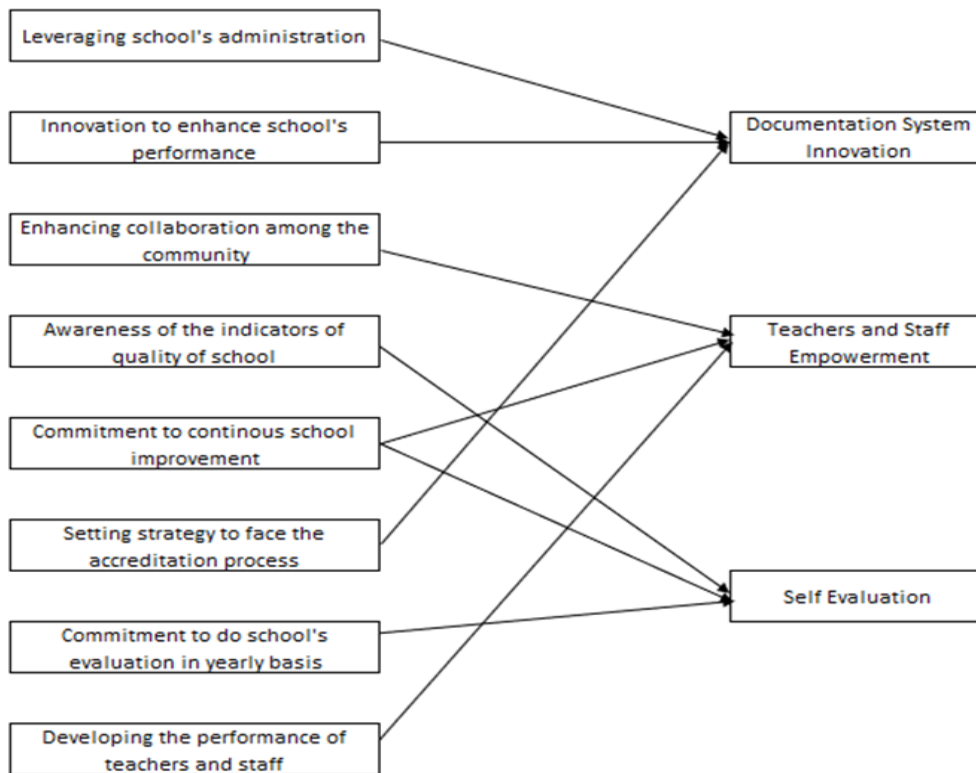 Leveraging school's administration
Innovation to enhance school's
performance
Enhancing collaboration among the
community
Awareness of the indicators of
quality of school
Commitment to continous school
improvement
Setting strategy to face the
accreditation process
Commitment to do school's
evaluation in yearly basis
Developing the performance of
teachers and staff
Documentation System
Innovation
Teachers and Staff
Empowerment
Self Evaluation